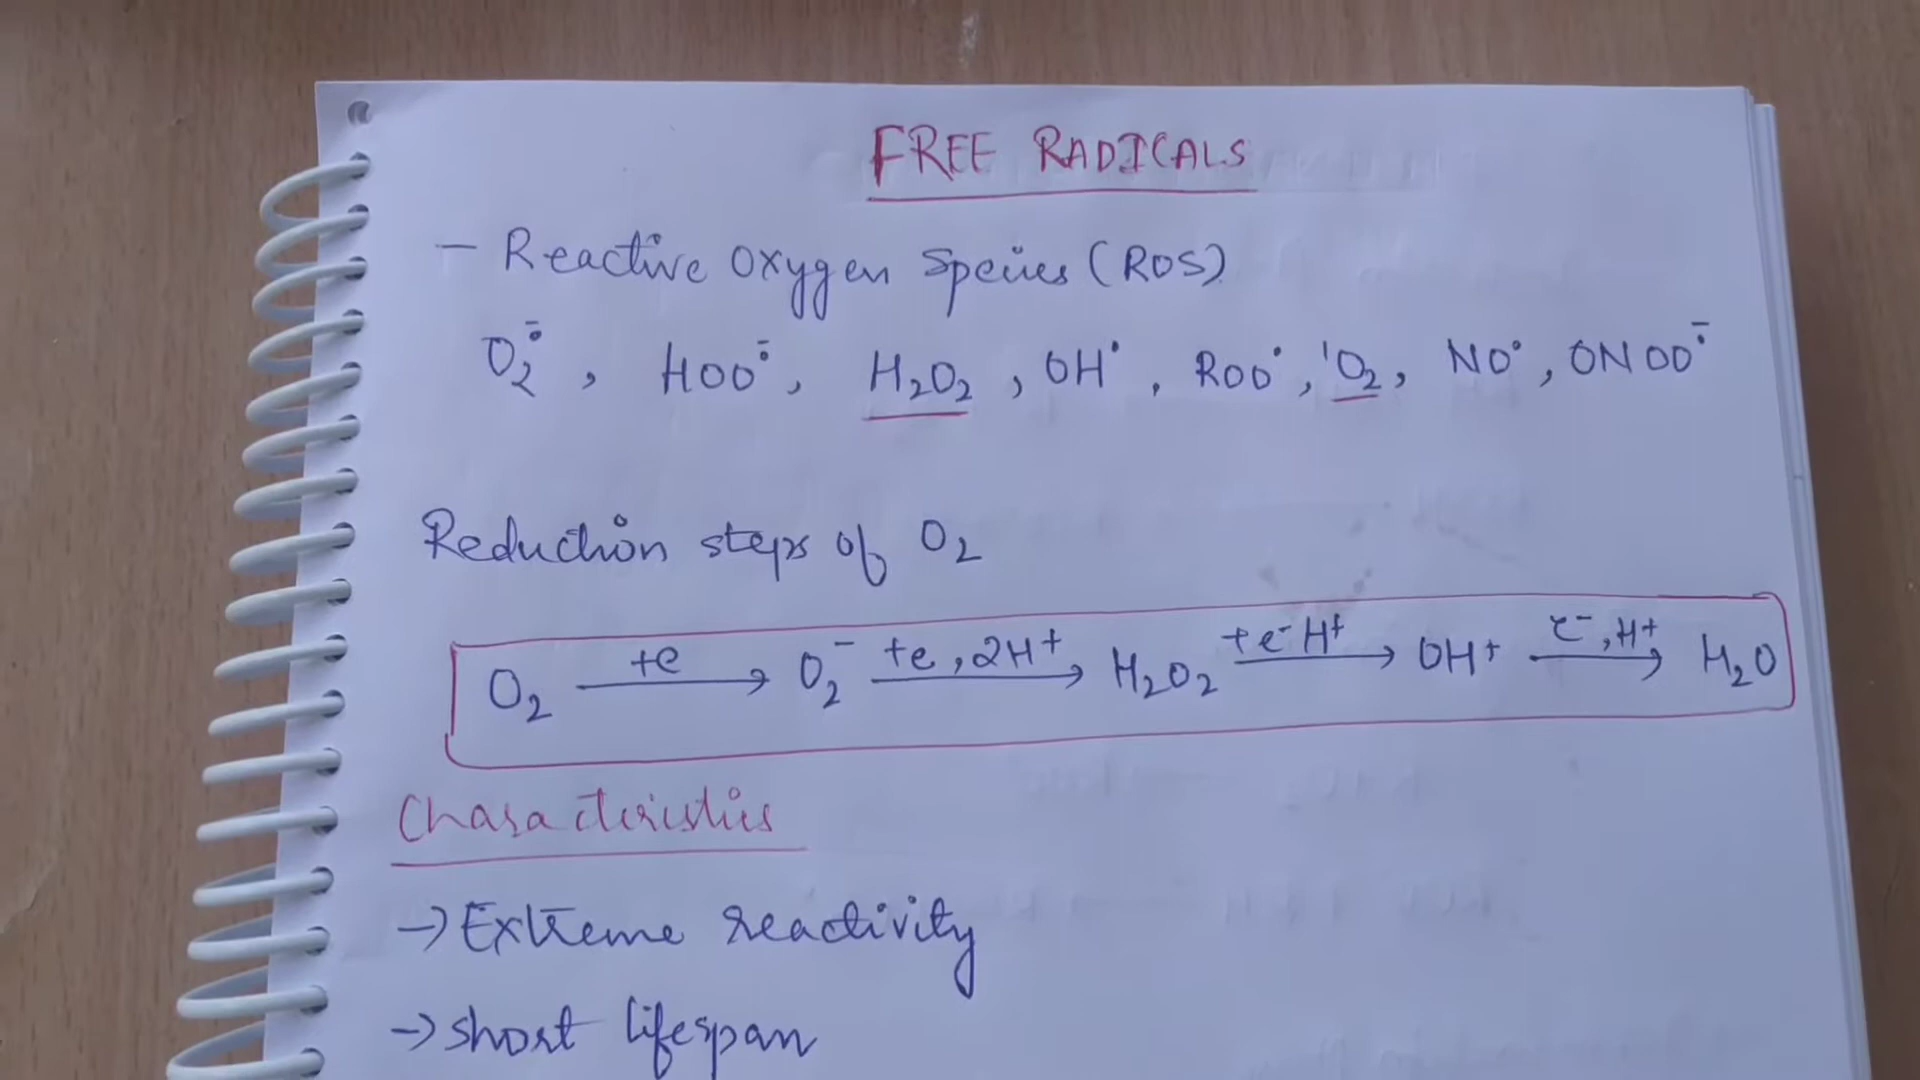 FREE RADICALS
- Reactive Oxygen Species (ROS)
O₂•̄, HOO•̄, H₂O₂, OH•, ROO•, ¹O₂, NO•, ONOO•̄
Reduction steps of O₂
O₂ +e → O₂⁻ +e, 2H⁺ → H₂O₂ +e⁻ H⁺ → OH⁺ e⁻, H⁺ → H₂O
Characteristics
→ Extreme reactivity
→ short lifespan